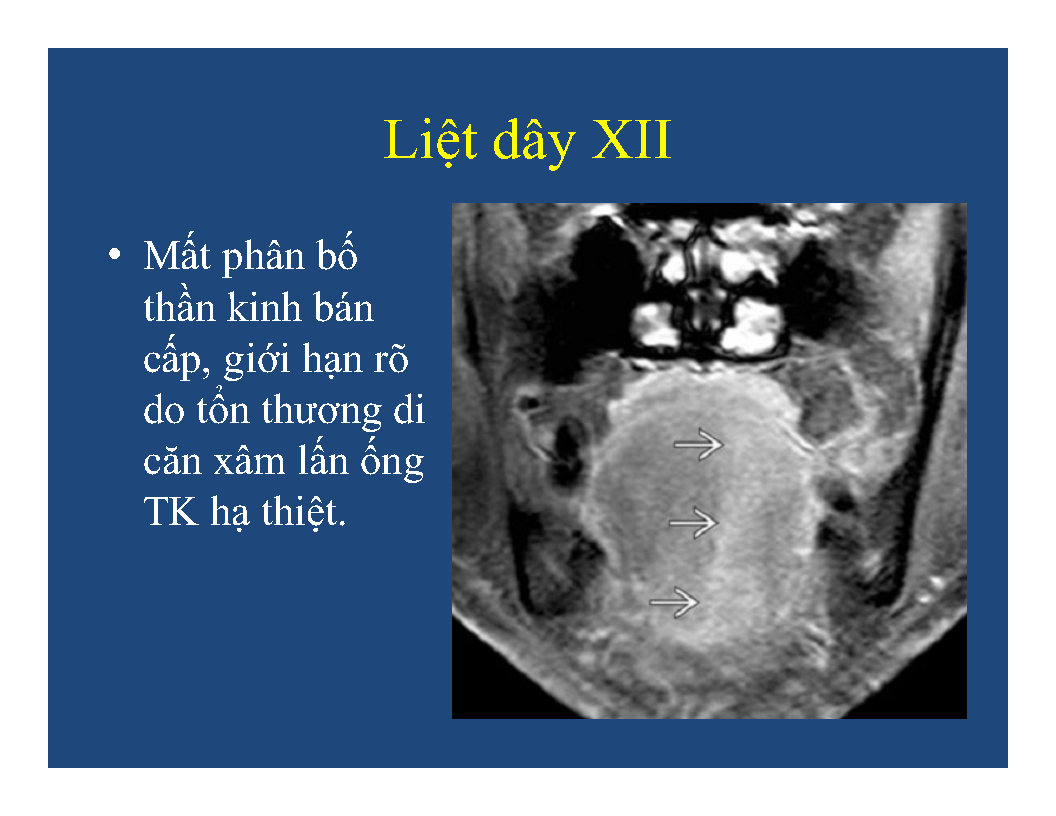 Liệt dây XII
• Mất phân bố
thần kinh bán
cấp, giới hạn rõ
do tổn thương di
căn xâm lấn ống
TK hạ thiệt.